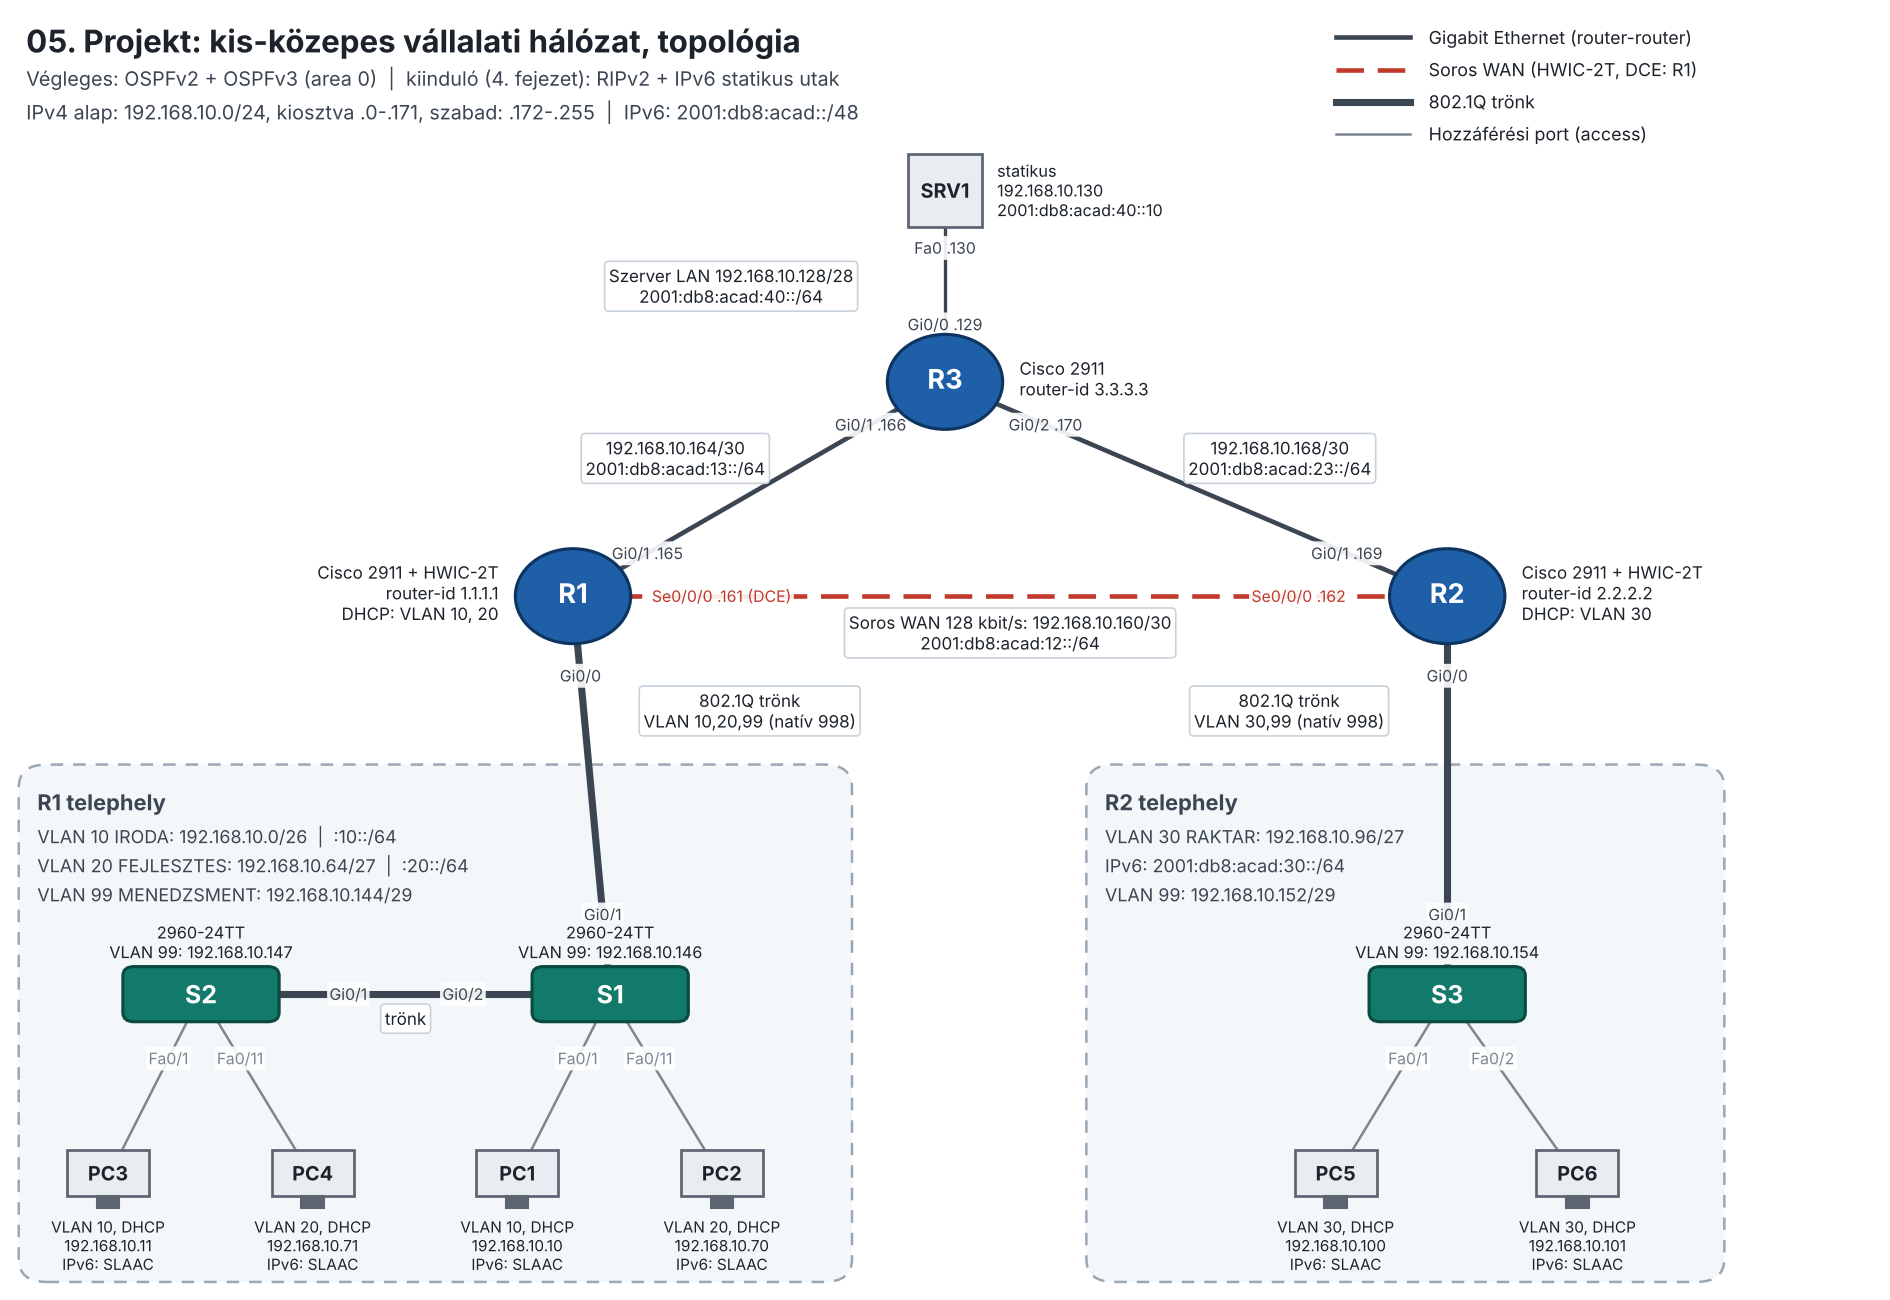 05. Projekt: kis-közepes vállalati hálózat, topológia
Végleges: OSPFv2 + OSPFv3 (area 0) | kiinduló (4. fejezet): RIPv2 + IPv6 statikus utak
IPv4 alap: 192.168.10.0/24, kiosztva .0-.171, szabad: .172-.255 | IPv6: 2001:db8:acad::/48
Gigabit Ethernet (router-router)
Soros WAN (HWIC-2T, DCE: R1)
802.1Q trönk
Hozzáférési port (access)
SRV1
statikus
192.168.10.130
2001:db8:acad:40::10
Fa0 .130
Szerver LAN 192.168.10.128/28
2001:db8:acad:40::/64
Gi0/0 .129
R3
Cisco 2911
router-id 3.3.3.3
Gi0/1 .166
Gi0/2 .170
192.168.10.164/30
2001:db8:acad:13::/64
192.168.10.168/30
2001:db8:acad:23::/64
Gi0/1 .165
Gi0/1 .169
Cisco 2911 + HWIC-2T
router-id 1.1.1.1
DHCP: VLAN 10, 20
R1
Se0/0/0 .161 (DCE)
Se0/0/0 .162
R2
Cisco 2911 + HWIC-2T
router-id 2.2.2.2
DHCP: VLAN 30
Soros WAN 128 kbit/s: 192.168.10.160/30
2001:db8:acad:12::/64
Gi0/0
Gi0/0
802.1Q trönk
VLAN 10,20,99 (natív 998)
802.1Q trönk
VLAN 30,99 (natív 998)
R1 telephely
VLAN 10 IRODA: 192.168.10.0/26 | :10::/64
VLAN 20 FEJLESZTES: 192.168.10.64/27 | :20::/64
VLAN 99 MENEDZSMENT: 192.168.10.144/29
Gi0/1
2960-24TT
VLAN 99: 192.168.10.147
2960-24TT
VLAN 99: 192.168.10.146
S2
Gi0/1
Gi0/2
trönk
S1
Fa0/1
Fa0/11
Fa0/1
Fa0/11
PC3
PC4
PC1
PC2
VLAN 10, DHCP
192.168.10.11
IPv6: SLAAC
VLAN 20, DHCP
192.168.10.71
IPv6: SLAAC
VLAN 10, DHCP
192.168.10.10
IPv6: SLAAC
VLAN 20, DHCP
192.168.10.70
IPv6: SLAAC
R2 telephely
VLAN 30 RAKTAR: 192.168.10.96/27
IPv6: 2001:db8:acad:30::/64
VLAN 99: 192.168.10.152/29
Gi0/1
2960-24TT
VLAN 99: 192.168.10.154
S3
Fa0/1
Fa0/2
PC5
PC6
VLAN 30, DHCP
192.168.10.100
IPv6: SLAAC
VLAN 30, DHCP
192.168.10.101
IPv6: SLAAC